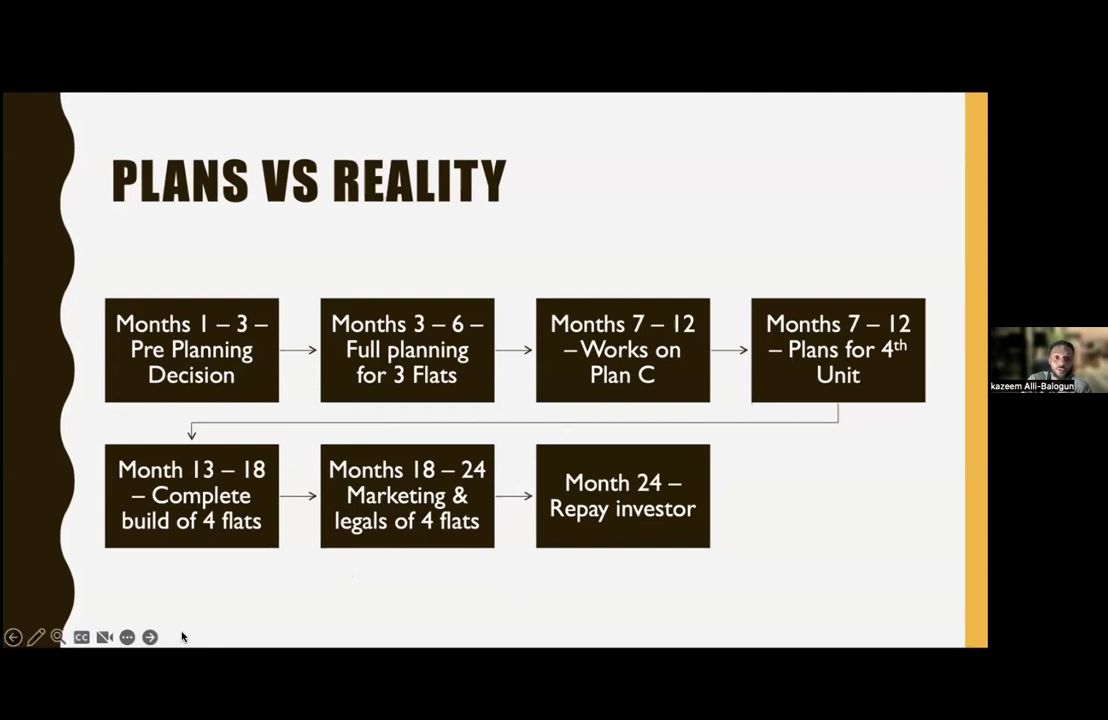 PLANS VS REALITY
Months 1 – 3 –
Pre Planning
Decision
Months 3 – 6 –
Full planning
for 3 Flats
Months 7 – 12
– Works on
Plan C
Months 7 – 12
– Plans for 4th
Unit
Month 13 – 18
– Complete
build of 4 flats
Months 18 – 24
Marketing &
legals of 4 flats
Month 24 –
Repay investor
kazeem Alli-Balogun
CC